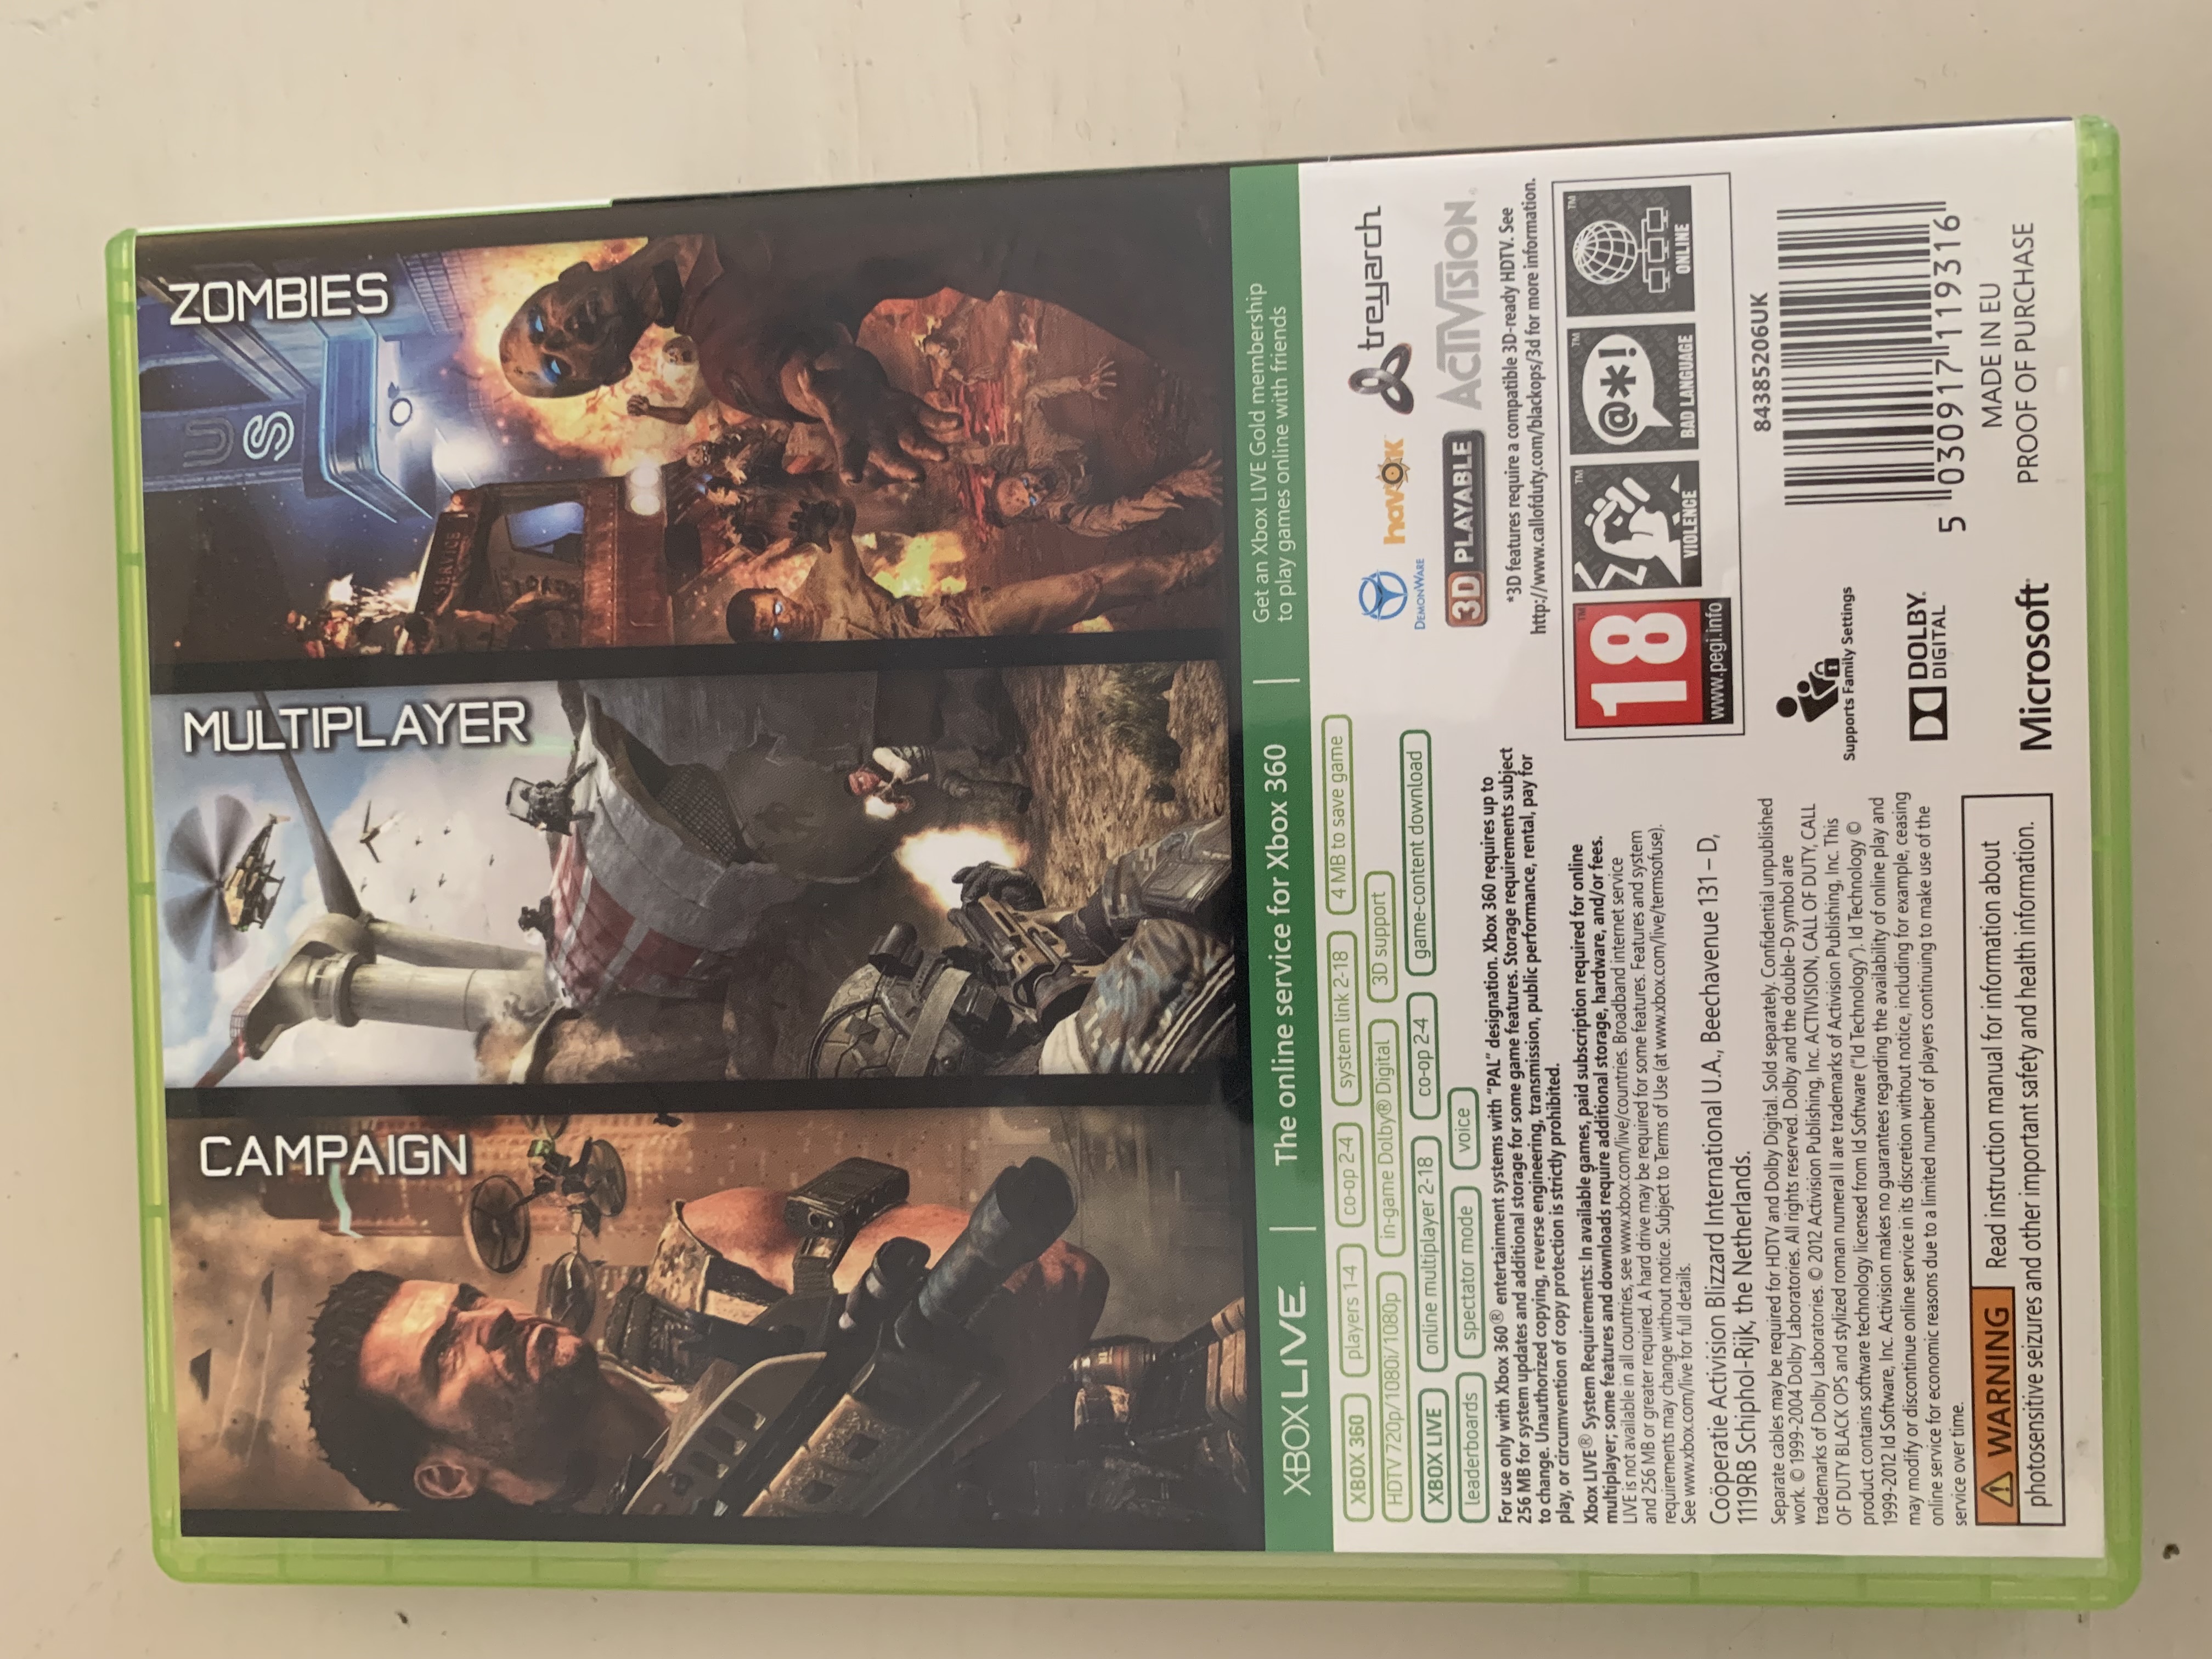 CAMPAIGN
MULTIPLAYER
ZOMBIES
US
SERVICE
XBOX LIVE
The online service for Xbox 360
Get an Xbox LIVE Gold membership
to play games online with friends
XBOX 360 players 1-4 co-op 2-4 system link 2-18 4 MB to save game
HDTV 720p/1080i/1080p in-game Dolby® Digital 3D support
XBOX LIVE online multiplayer 2-18 co-op 2-4 game-content download
leaderboards spectator mode voice
For use only with Xbox 360® entertainment systems with “PAL” designation. Xbox 360 requires up to
256 MB for system updates and additional storage for some game features. Storage requirements subject
to change. Unauthorized copying, reverse engineering, transmission, public performance, rental, pay for
play, or circumvention of copy protection is strictly prohibited.
Xbox LIVE® System Requirements: In available games, paid subscription required for online
multiplayer; some features and downloads require additional storage, hardware, and/or fees.
LIVE is not available in all countries, see www.xbox.com/live/countries. Broadband internet service
and 256 MB or greater required. A hard drive may be required for some features. Features and system
requirements may change without notice. Subject to Terms of Use (at www.xbox.com/live/termsofuse).
See www.xbox.com/live for full details.
Coöperatie Activision Blizzard International U.A., Beechavenue 131 – D,
1119RB Schiphol-Rijk, the Netherlands.
Separate cables may be required for HDTV and Dolby Digital. Sold separately. Confidential unpublished
work. © 1999-2004 Dolby Laboratories. All rights reserved. Dolby and the double-D symbol are
trademarks of Dolby Laboratories. © 2012 Activision Publishing, Inc. ACTIVISION, CALL OF DUTY, CALL
OF DUTY BLACK OPS and stylized roman numeral II are trademarks of Activision Publishing, Inc. This
product contains software technology licensed from Id Software (“Id Technology”). Id Technology ©
1999-2012 Id Software, Inc. Activision makes no guarantees regarding the availability of online play and
may modify or discontinue online service in its discretion without notice, including for example, ceasing
online service for economic reasons due to a limited number of players continuing to make use of the
service over time.
WARNING Read instruction manual for information about
photosensitive seizures and other important safety and health information.
DEMONWARE havok treyarch
3D PLAYABLE ACTIVISION
*3D features require a compatible 3D-ready HDTV. See
http://www.callofduty.com/blackops/3d for more information.
18 @*!
VIOLENCE BAD LANGUAGE ONLINE
www.pegi.info
84385206UK
Supports Family Settings
DOLBY
DIGITAL
5 030917 119316
MADE IN EU
PROOF OF PURCHASE
Microsoft